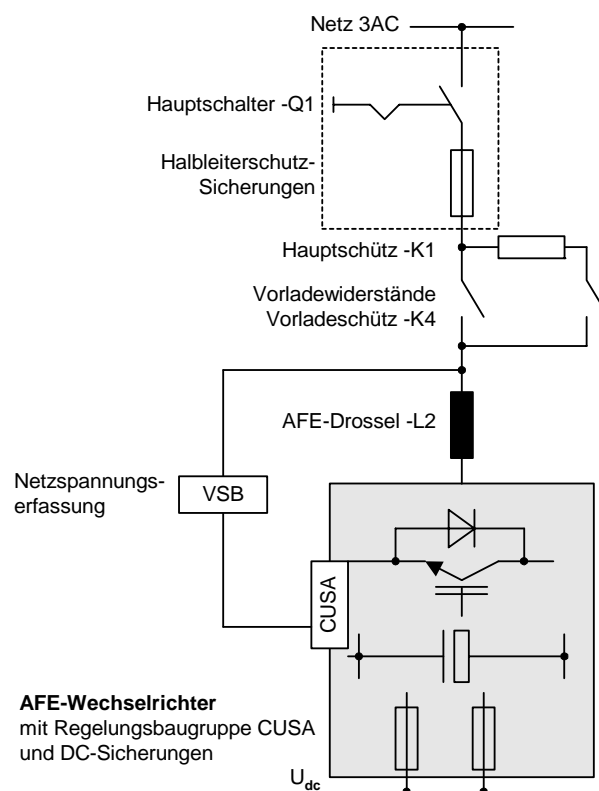 Netz 3AC
Hauptschalter -Q1
Halbleiterschutz-
Sicherungen
Hauptschütz -K1
Vorladewiderstände
Vorladeschütz -K4
AFE-Drossel -L2
Netzspannungs-
erfassung
VSB
CUSA
AFE-Wechselrichter
mit Regelungsbaugruppe CUSA
und DC-Sicherungen
Udc